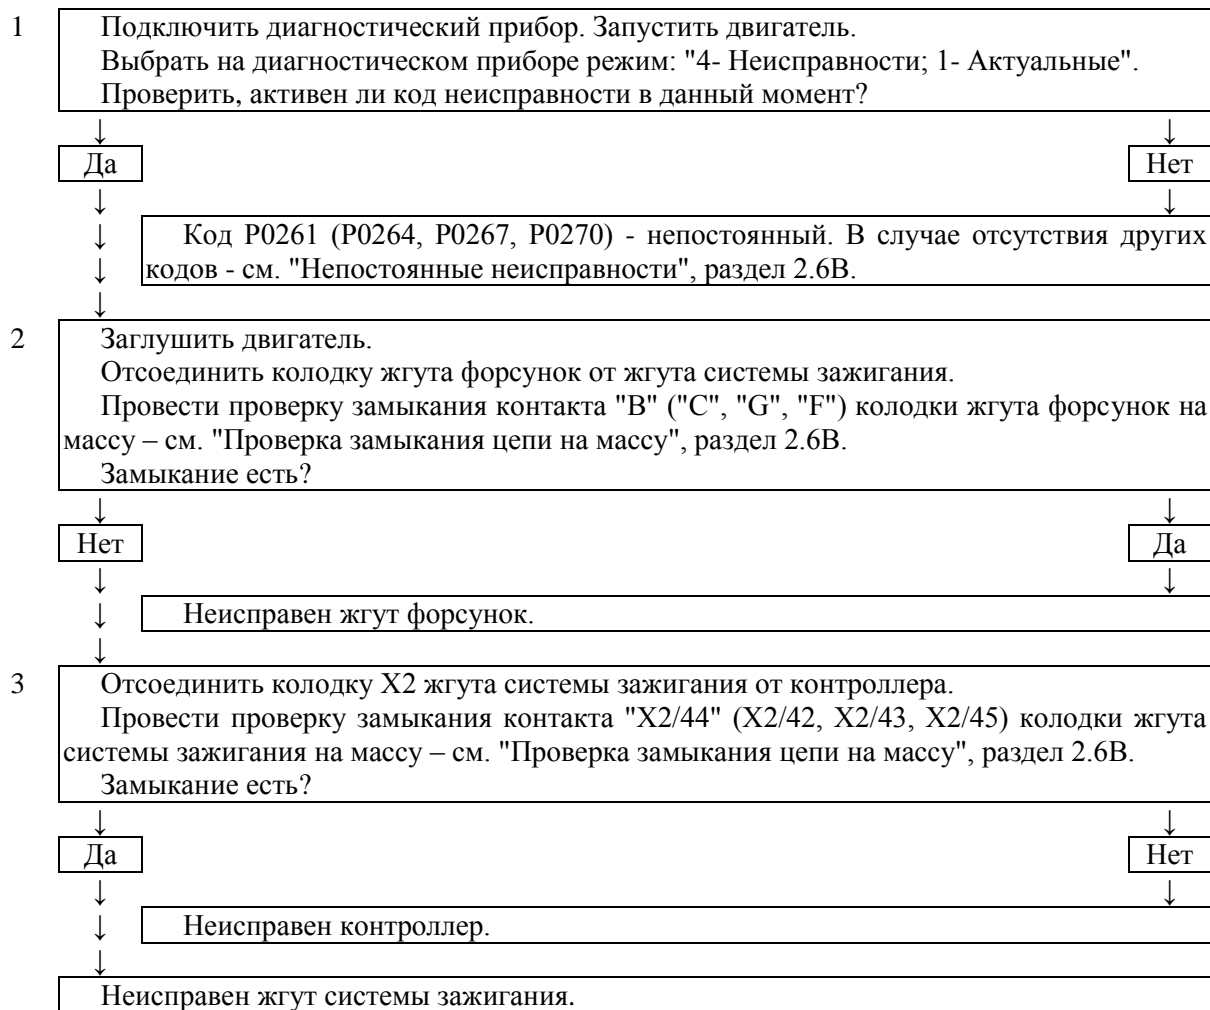 1 Подключить диагностический прибор. Запустить двигатель.
Выбрать на диагностическом приборе режим: "4- Неисправности; 1- Актуальные".
Проверить, активен ли код неисправности в данный момент?
↓ ↓
Да Нет
↓ ↓
↓ Код P0261 (P0264, P0267, P0270) - непостоянный. В случае отсутствия других
↓ кодов - см. "Непостоянные неисправности", раздел 2.6В.
↓
2 Заглушить двигатель.
Отсоединить колодку жгута форсунок от жгута системы зажигания.
Провести проверку замыкания контакта "B" ("C", "G", "F") колодки жгута форсунок на
массу – см. "Проверка замыкания цепи на массу", раздел 2.6В.
Замыкание есть?
↓ ↓
Нет Да
↓ ↓
↓ Неисправен жгут форсунок.
↓
3 Отсоединить колодку X2 жгута системы зажигания от контроллера.
Провести проверку замыкания контакта "X2/44" (X2/42, X2/43, X2/45) колодки жгута
системы зажигания на массу – см. "Проверка замыкания цепи на массу", раздел 2.6В.
Замыкание есть?
↓ ↓
Да Нет
↓ ↓
↓ Неисправен контроллер.
↓
Неисправен жгут системы зажигания.